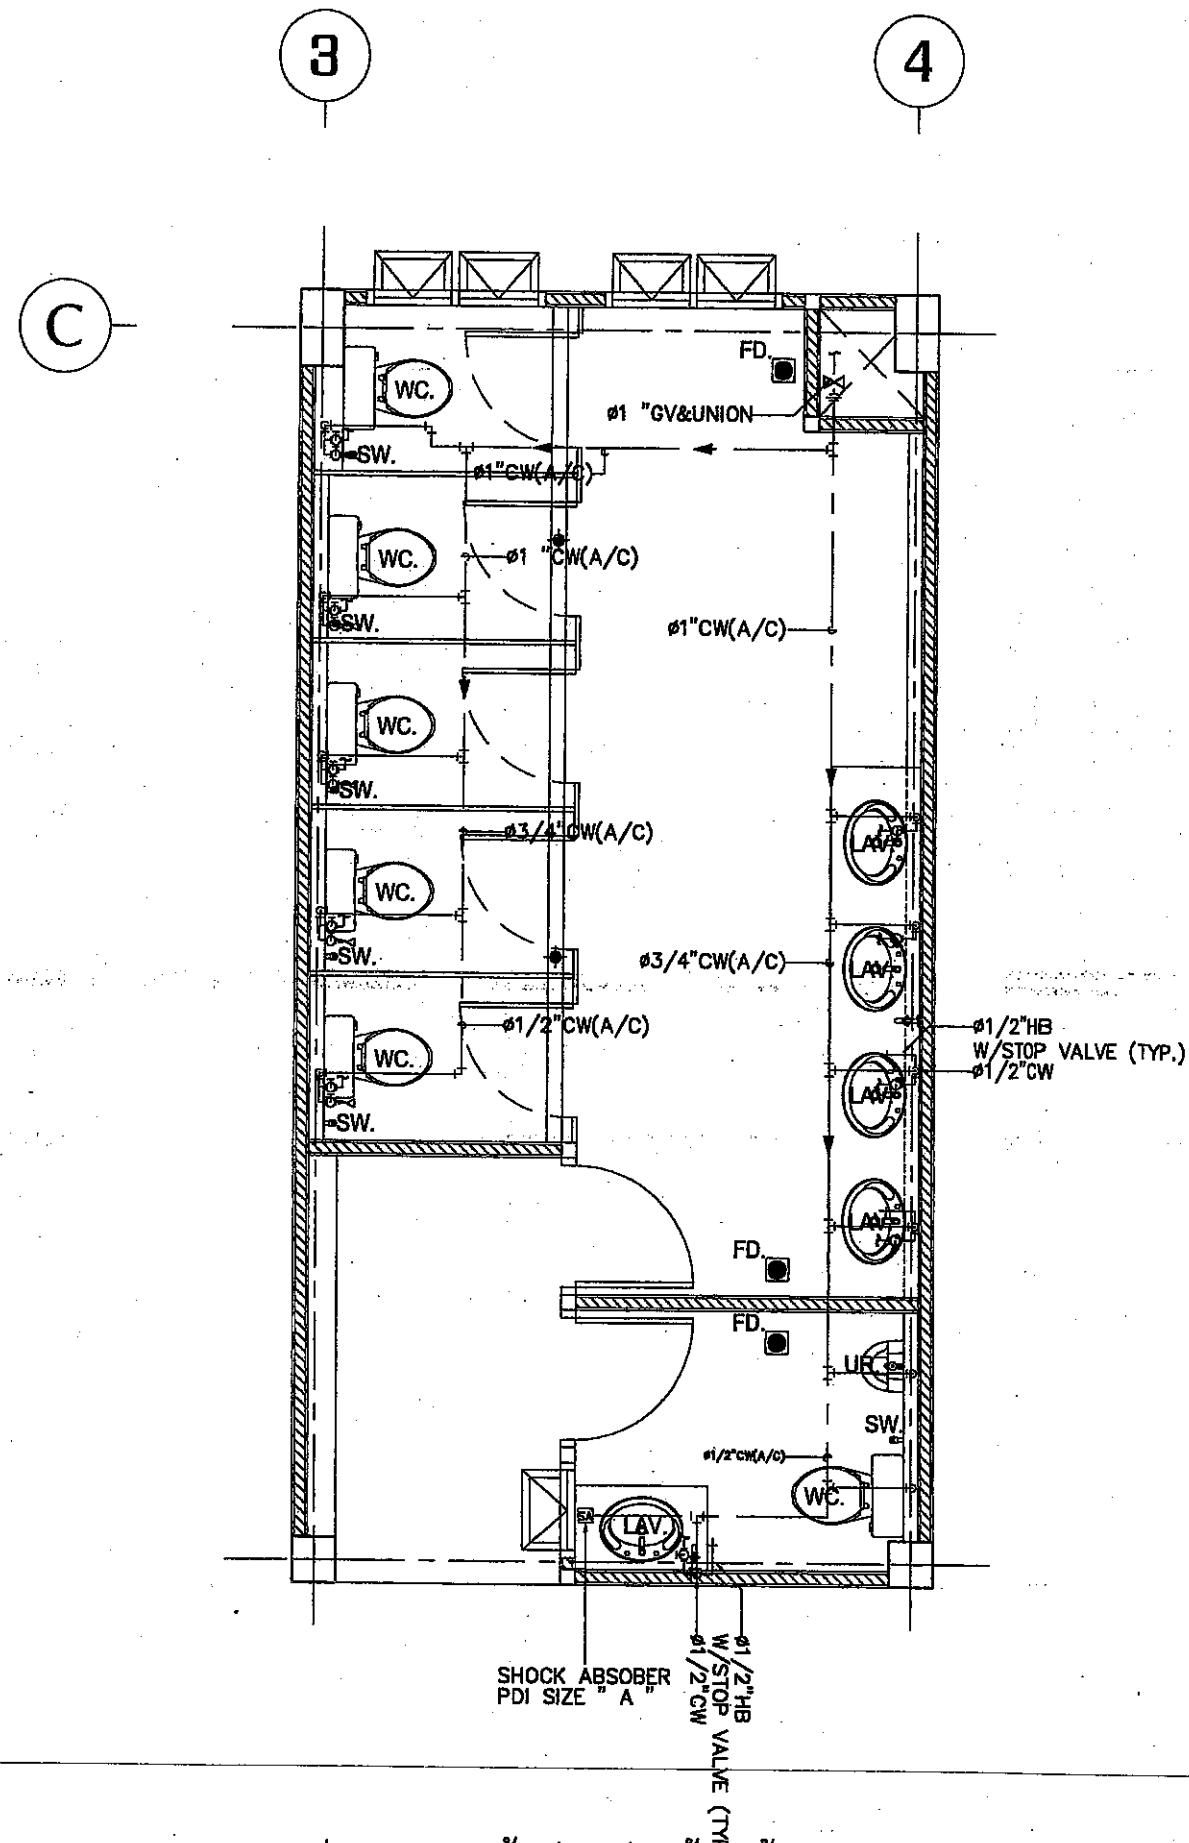 3
4
C
FD.
WC.
ø1 "GV&UNION
SW.
ø1"CW(A/C)
WC.
ø1 "CW(A/C)
SW.
ø1"CW(A/C)
WC.
SW.
ø3/4"CW(A/C)
LAV.
WC.
SW.
ø3/4"CW(A/C)
LAV.
ø1/2"CW(A/C)
ø1/2"HB
W/STOP VALVE (TYP.)
ø1/2"CW
WC.
LAV.
SW.
LAV.
FD.
FD.
UR.
SW.
ø1/2"CW(A/C)
WC.
SA
LAV.
SHOCK ABSOBER
PDI SIZE " A "
ø1/2"HB
W/STOP VALVE (TY
ø1/2"CW